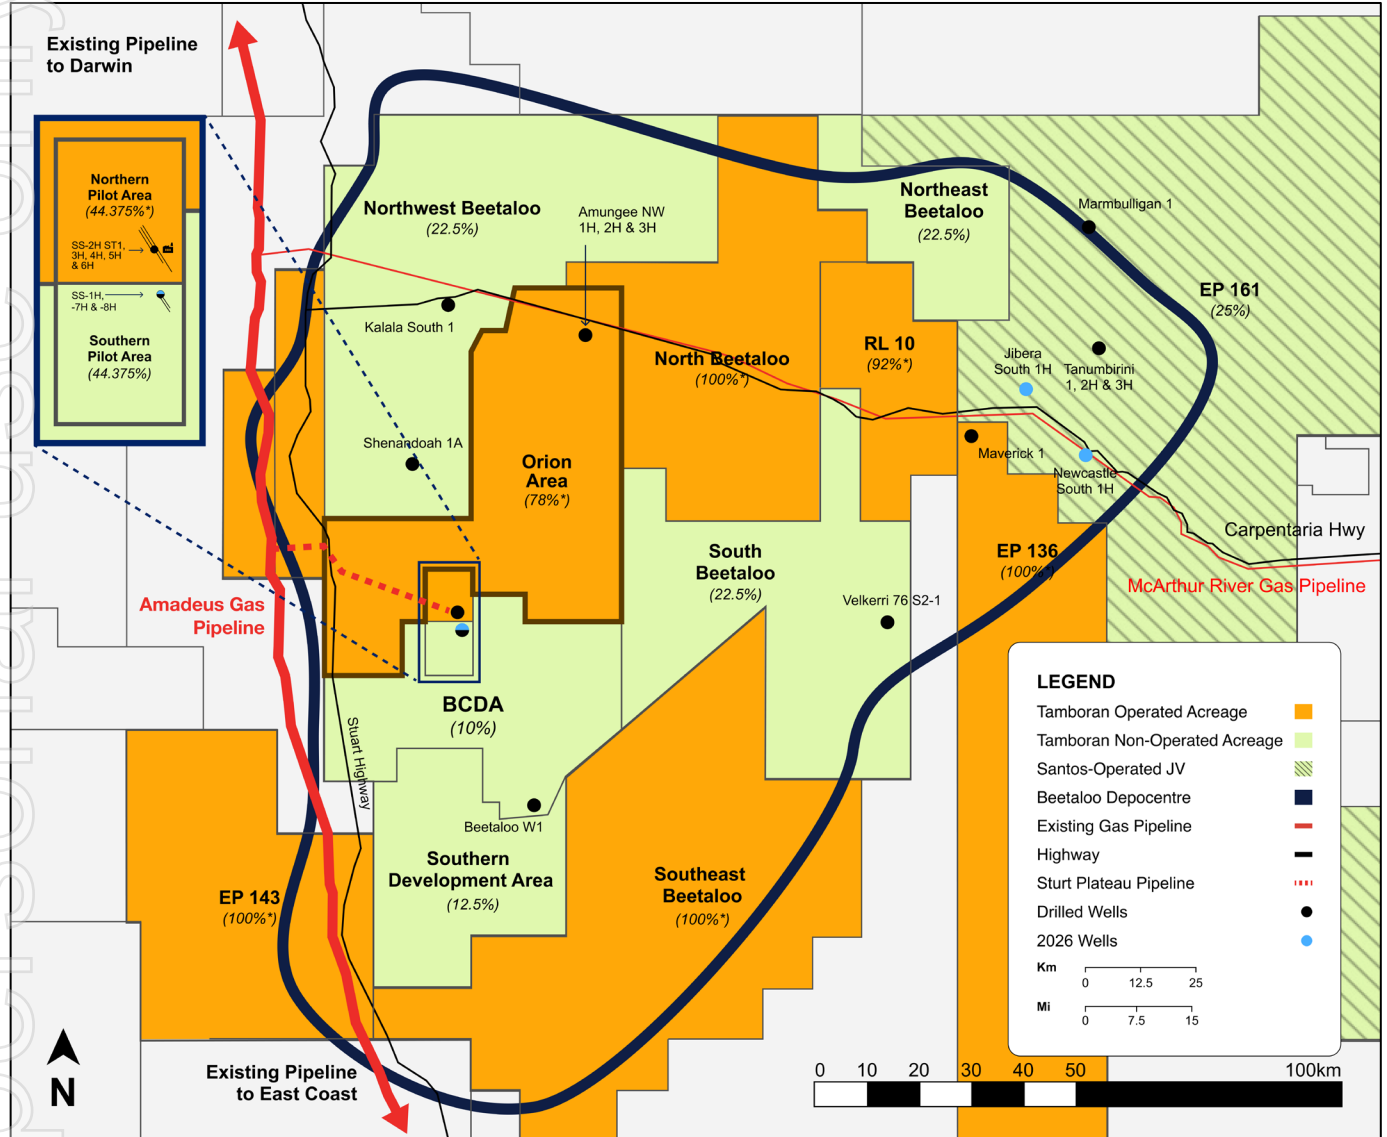 Existing Pipeline
to Darwin
Northern
Pilot Area
(44.375%*)
SS-2H ST1,
3H, 4H, 5H
& 6H
SS-1H,
-7H & -8H
Southern
Pilot Area
(44.375%)
Northwest Beetaloo
(22.5%)
Amungee NW
1H, 2H & 3H
Northeast
Beetaloo
(22.5%)
Marmbulligan 1
EP 161
(25%)
Kalala South 1
North Beetaloo
(100%*)
RL 10
(92%*)
Jibera
South 1H
Tanumbirini
1, 2H & 3H
Shenandoah 1A
Orion
Area
(78%*)
Maverick 1
Newcastle
South 1H
Carpentaria Hwy
McArthur River Gas Pipeline
South
Beetaloo
(22.5%)
EP 136
(100%*)
Velkerri 76 S2-1
Amadeus Gas
Pipeline
BCDA
(10%)
Stuart Highway
Beetaloo W1
Southern
Development Area
(12.5%)
Southeast
Beetaloo
(100%*)
EP 143
(100%*)
Existing Pipeline
to East Coast
N
LEGEND
Tamboran Operated Acreage
Tamboran Non-Operated Acreage
Santos-Operated JV
Beetaloo Depocentre
Existing Gas Pipeline
Highway
Sturt Plateau Pipeline
Drilled Wells
2026 Wells
Km
0 12.5 25
Mi
0 7.5 15
0 10 20 30 40 50 100km